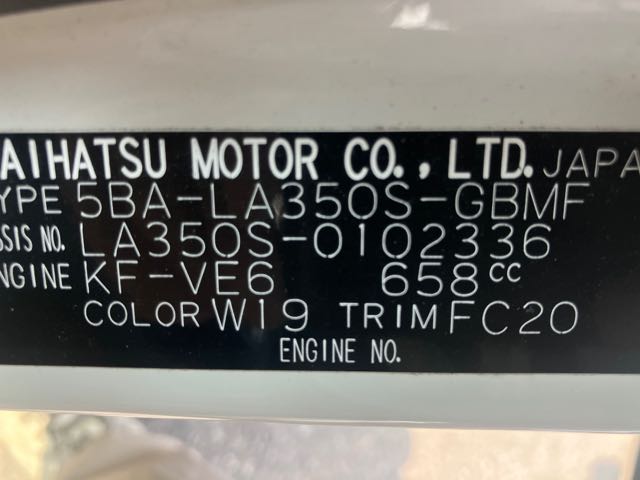 AIHATSU MOTOR CO., LTD. JAPA
YPE 5BA-LA350S-GBMF
SSIS NO. LA350S-0102336
NGINE KF-VE6 658cc
COLOR W19 TRIM FC20
ENGINE NO.